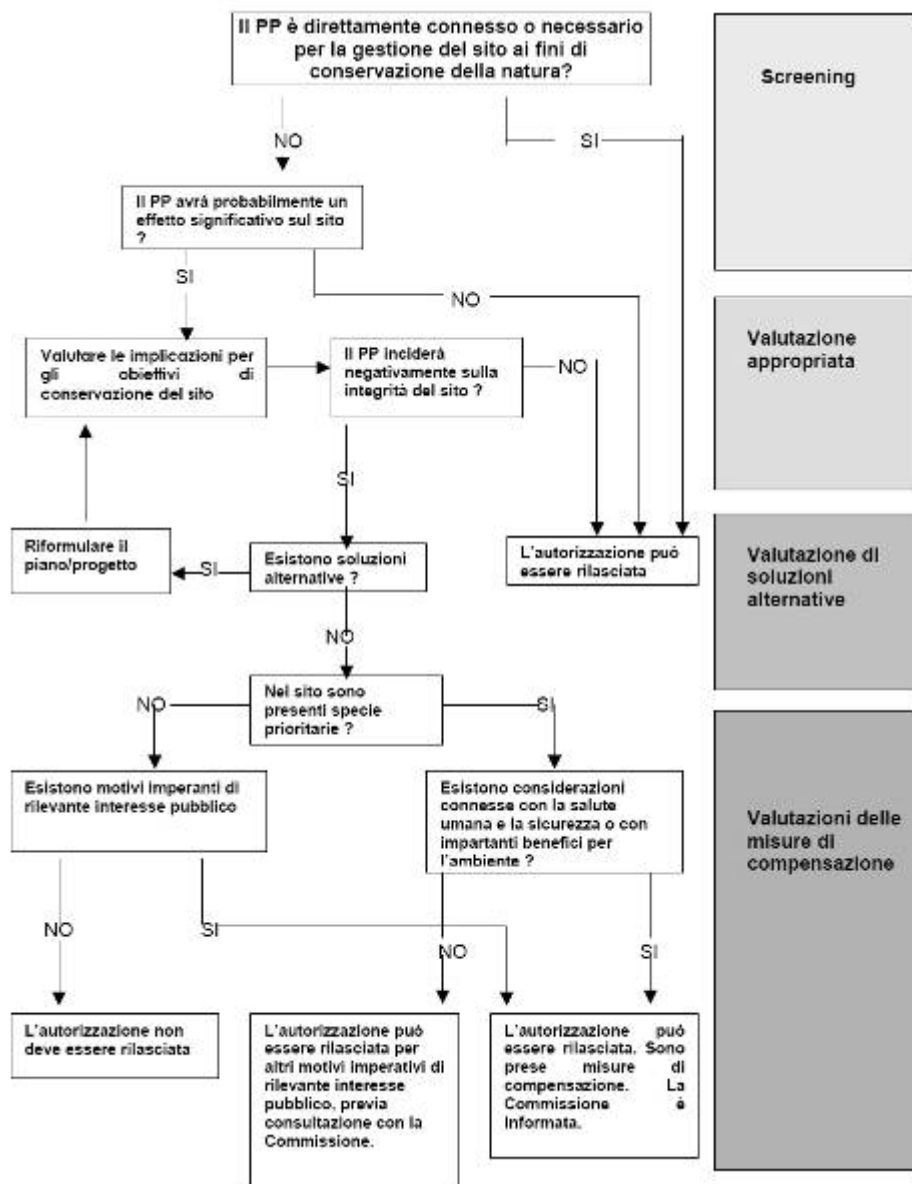 Il PP è direttamente connesso o necessario
per la gestione del sito ai fini di
conservazione della natura?
Screening
NO
SI
Il PP avrà probabilmente un
effetto significativo sul sito
?
SI
NO
Valutazione
appropriata
Valutare le implicazioni per
gli obiettivi di
conservazione del sito
Il PP inciderà
negativamente sulla
integrità del sito ?
NO
SI
Riformulare il
piano/progetto
SI
Esistono soluzioni
alternative ?
L'autorizzazione può
essere rilasciata
Valutazione di
soluzioni
alternative
NO
Nel sito sono
presenti specie
prioritarie ?
NO
SI
Esistono motivi imperanti di
rilevante interesse pubblico
Esistono considerazioni
connesse con la salute
umana e la sicurezza o con
impartanti benefici per
l'ambiente ?
Valutazioni delle
misure di
compensazione
NO
SI
NO
SI
L'autorizzazione non
deve essere rilasciata
L'autorizzazione può
essere rilasciata per
altri motivi imperativi di
rilevante interesse
pubblico, previa
consultazione con la
Commissione.
L'autorizzazione può
essere rilasciata. Sono
prese misure di
compensazione. La
Commissione è
informata.